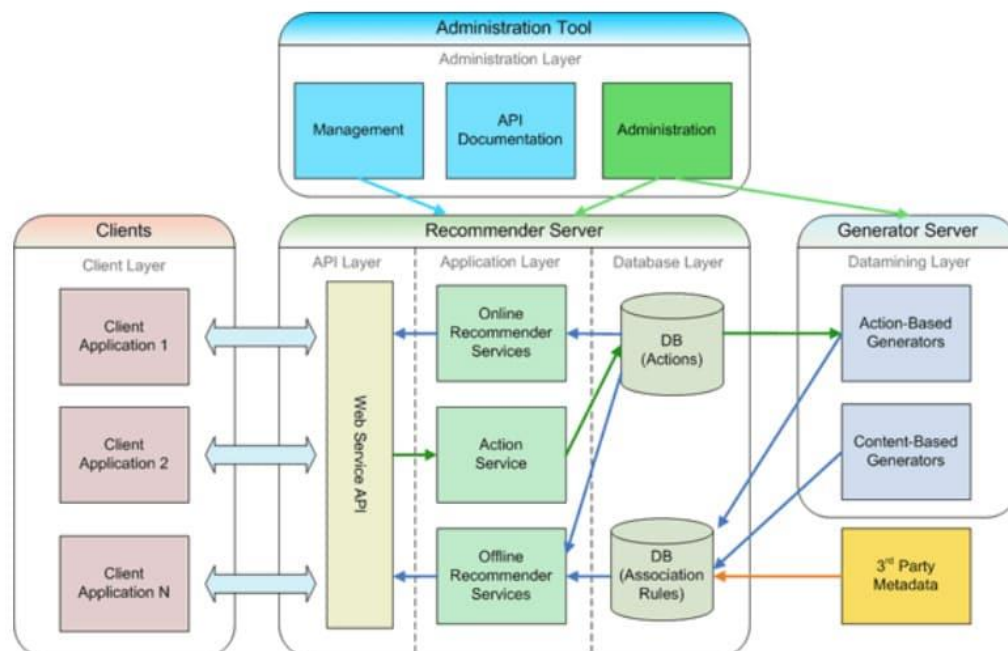 Administration Tool
Administration Layer
Management
API
Documentation
Administration
Clients
Client Layer
Client
Application 1
Client
Application 2
Client
Application N
Recommender Server
API Layer
Application Layer
Database Layer
Web Service API
Online
Recommender
Services
Action
Service
Offline
Recommender
Services
DB
(Actions)
DB
(Association
Rules)
Generator Server
Datamining Layer
Action-Based
Generators
Content-Based
Generators
3rd Party
Metadata